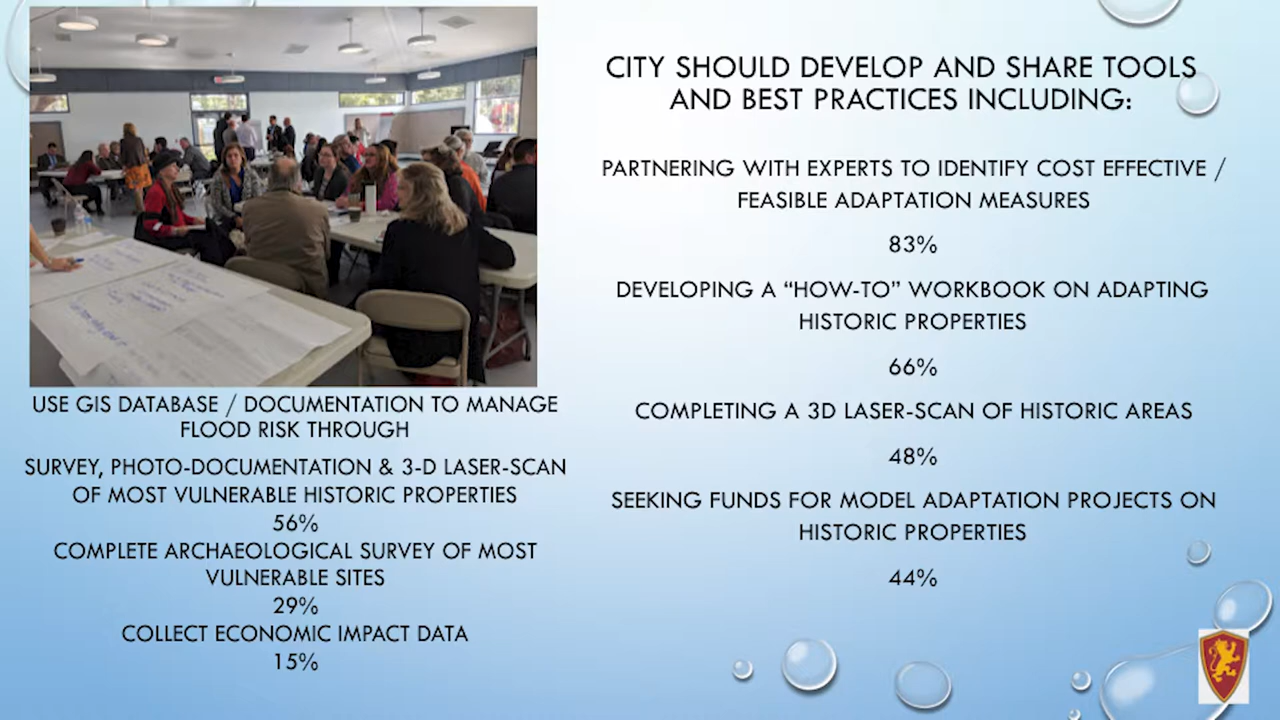 CITY SHOULD DEVELOP AND SHARE TOOLS
AND BEST PRACTICES INCLUDING:
PARTNERING WITH EXPERTS TO IDENTIFY COST EFFECTIVE /
FEASIBLE ADAPTATION MEASURES
83%
DEVELOPING A “HOW-TO” WORKBOOK ON ADAPTING
HISTORIC PROPERTIES
66%
COMPLETING A 3D LASER-SCAN OF HISTORIC AREAS
48%
SEEKING FUNDS FOR MODEL ADAPTATION PROJECTS ON
HISTORIC PROPERTIES
44%
USE GIS DATABASE / DOCUMENTATION TO MANAGE
FLOOD RISK THROUGH
SURVEY, PHOTO-DOCUMENTATION & 3-D LASER-SCAN
OF MOST VULNERABLE HISTORIC PROPERTIES
56%
COMPLETE ARCHAEOLOGICAL SURVEY OF MOST
VULNERABLE SITES
29%
COLLECT ECONOMIC IMPACT DATA
15%